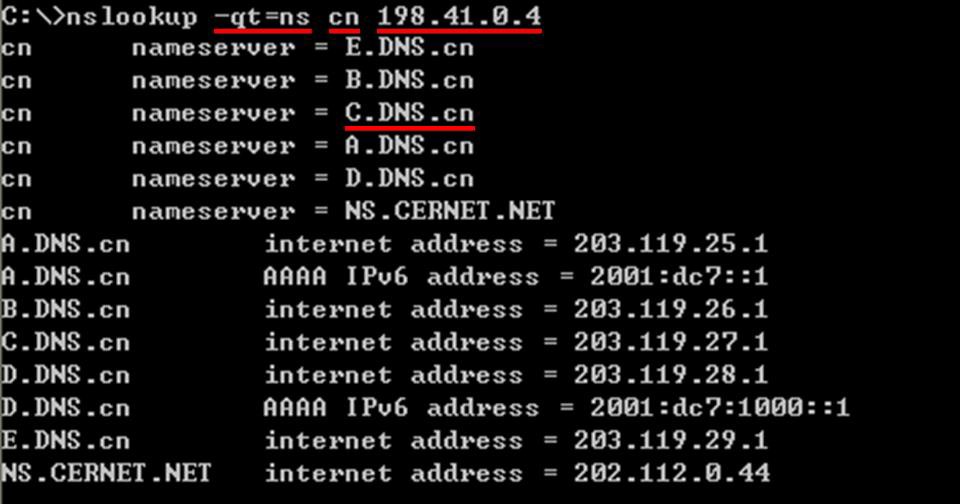 C:\>nslookup -qt=ns cn 198.41.0.4
cn nameserver = E.DNS.cn
cn nameserver = B.DNS.cn
cn nameserver = C.DNS.cn
cn nameserver = A.DNS.cn
cn nameserver = D.DNS.cn
cn nameserver = NS.CERNET.NET
A.DNS.cn internet address = 203.119.25.1
A.DNS.cn AAAA IPv6 address = 2001:dc7::1
B.DNS.cn internet address = 203.119.26.1
C.DNS.cn internet address = 203.119.27.1
D.DNS.cn internet address = 203.119.28.1
D.DNS.cn AAAA IPv6 address = 2001:dc7:1000::1
E.DNS.cn internet address = 203.119.29.1
NS.CERNET.NET internet address = 202.112.0.44